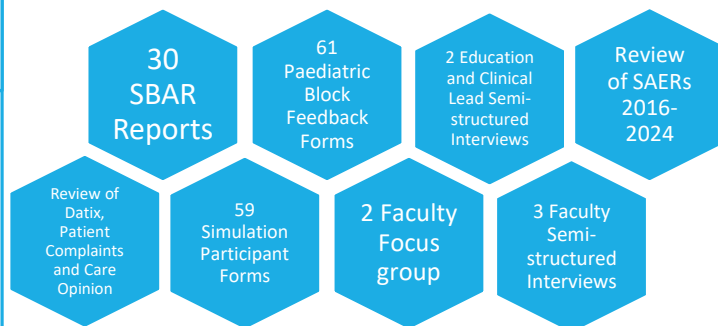 30
SBAR
Reports
61
Paediatric
Block
Feedback
Forms
2 Education
and Clinical
Lead Semi-
structured
Interviews
Review
of SAERs
2016-
2024
Review of
Datix,
Patient
Complaints
and Care
Opinion
59
Simulation
Participant
Forms
2 Faculty
Focus
group
3 Faculty
Semi-
structured
Interviews